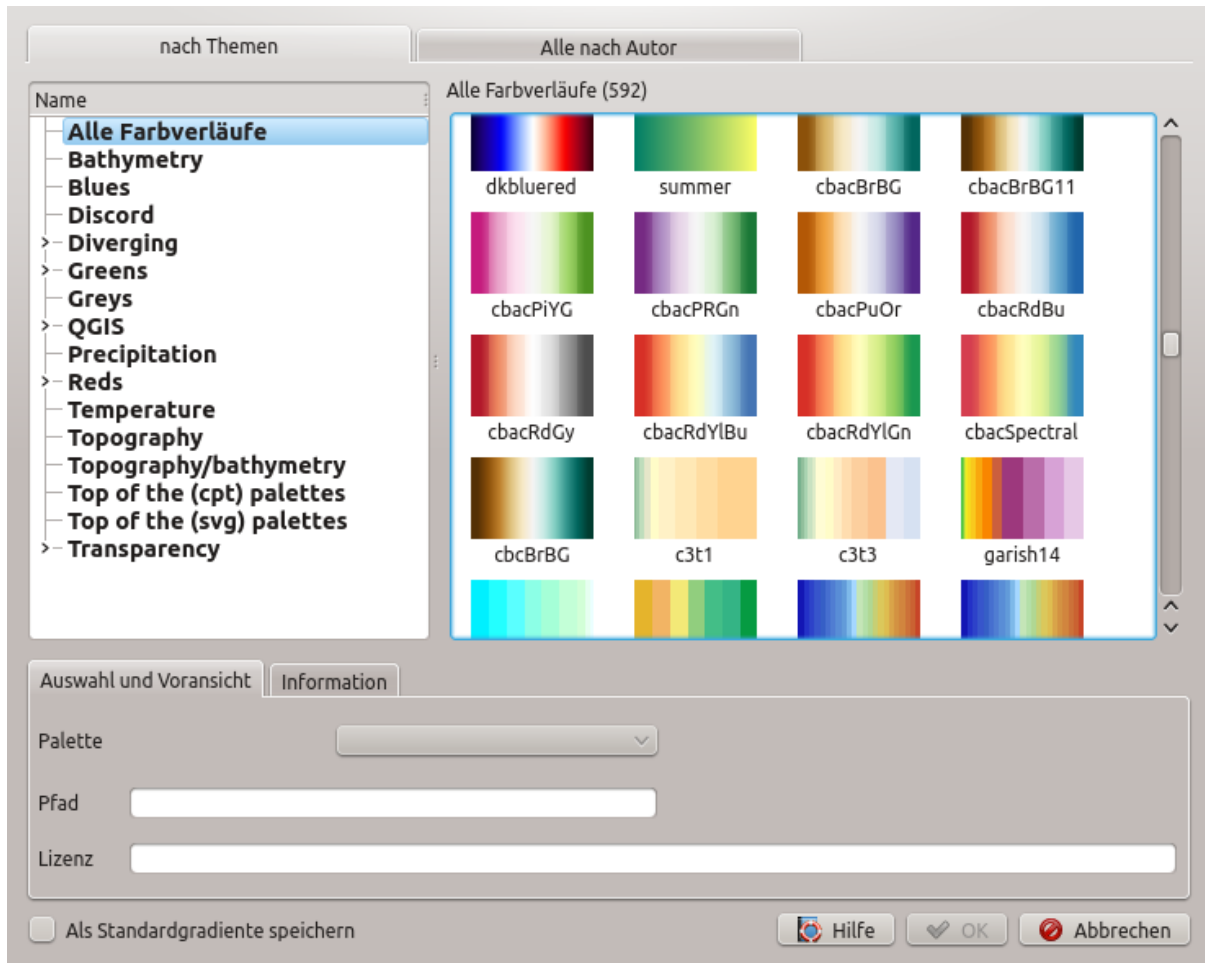 nach Themen
Alle nach Autor
Name
Alle Farbverläufe
Bathymetry
Blues
Discord
Diverging
Greens
Greys
QGIS
Precipitation
Reds
Temperature
Topography
Topography/bathymetry
Top of the (cpt) palettes
Top of the (svg) palettes
Transparency
Alle Farbverläufe (592)
dkbluered summer cbacBrBG cbacBrBG11
cbacPiYG cbacPRGn cbacPuOr cbacRdBu
cbacRdGy cbacRdYlBu cbacRdYlGn cbacSpectral
cbcBrBG c3t1 c3t3 garish14
Auswahl und Voransicht
Information
Palette
Pfad
Lizenz
Als Standardgradiente speichern
Hilfe
OK
Abbrechen